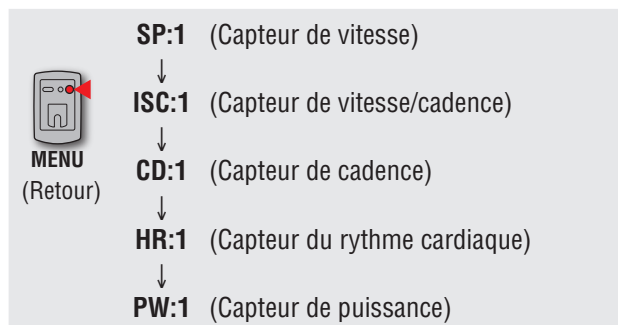 SP:1 (Capteur de vitesse)
↓
ISC:1 (Capteur de vitesse/cadence)
↓
MENU
(Retour)
CD:1 (Capteur de cadence)
↓
HR:1 (Capteur du rythme cardiaque)
↓
PW:1 (Capteur de puissance)